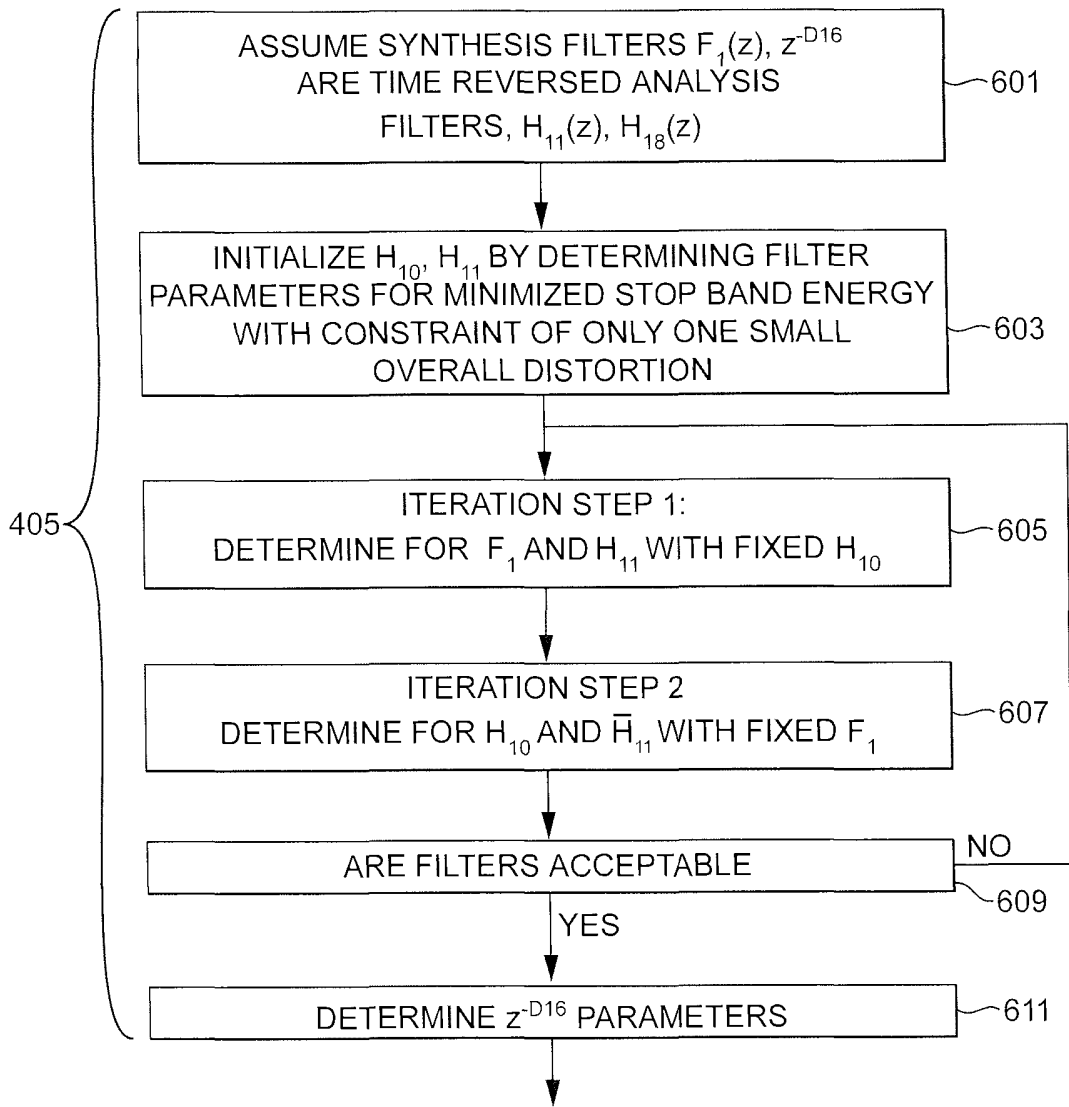 ASSUME SYNTHESIS FILTERS F₁(z), z⁻ᴰ¹⁶
ARE TIME REVERSED ANALYSIS
FILTERS, H₁₁(z), H₁₈(z)
601
INITIALIZE H₁₀, H₁₁ BY DETERMINING FILTER
PARAMETERS FOR MINIMIZED STOP BAND ENERGY
WITH CONSTRAINT OF ONLY ONE SMALL
OVERALL DISTORTION
603
405
ITERATION STEP 1:
DETERMINE FOR F₁ AND H₁₁ WITH FIXED H₁₀
605
ITERATION STEP 2
DETERMINE FOR H₁₀ AND H̅₁₁ WITH FIXED F₁
607
ARE FILTERS ACCEPTABLE
NO
609
YES
DETERMINE z⁻ᴰ¹⁶ PARAMETERS
611